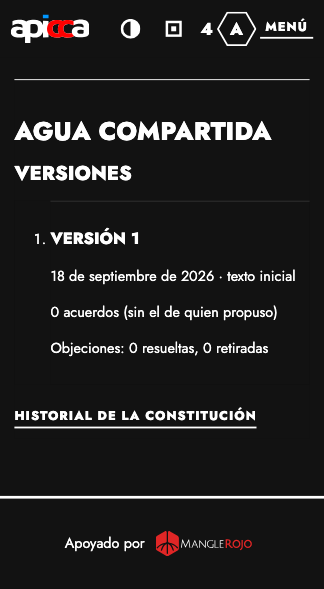 apicca 4 A MENÚ
AGUA COMPARTIDA
VERSIONES
1. VERSIÓN 1
18 de septiembre de 2026 · texto inicial
0 acuerdos (sin el de quien propuso)
Objeciones: 0 resueltas, 0 retiradas
HISTORIAL DE LA CONSTITUCIÓN
Apoyado por MANGLEROJO